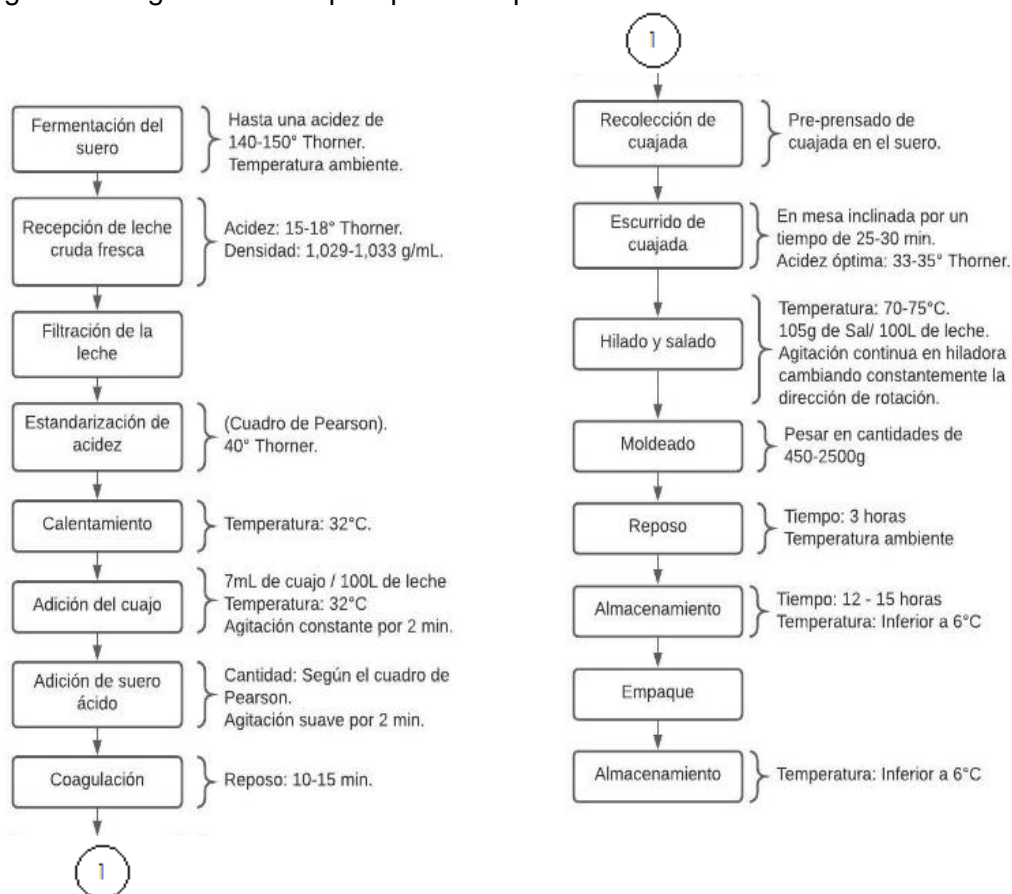 1
Fermentación del
suero
Hasta una acidez de
140-150° Thorner.
Temperatura ambiente.
Recepción de leche
cruda fresca
Acidez: 15-18° Thorner.
Densidad: 1,029-1,033 g/mL.
Filtración de la
leche
Estandarización de
acidez
(Cuadro de Pearson).
40° Thorner.
Calentamiento
Temperatura: 32°C.
Adición del cuajo
7mL de cuajo / 100L de leche
Temperatura: 32°C
Agitación constante por 2 min.
Adición de suero
ácido
Cantidad: Según el cuadro de
Pearson.
Agitación suave por 2 min.
Coagulación
Reposo: 10-15 min.
1
Recolección de
cuajada
Pre-prensado de
cuajada en el suero.
Escurrido de
cuajada
En mesa inclinada por un
tiempo de 25-30 min.
Acidez óptima: 33-35° Thorner.
Hilado y salado
Temperatura: 70-75°C.
105g de Sal/ 100L de leche.
Agitación continua en hiladora
cambiando constantemente la
dirección de rotación.
Moldeado
Pesar en cantidades de
450-2500g
Reposo
Tiempo: 3 horas
Temperatura ambiente
Almacenamiento
Tiempo: 12 - 15 horas
Temperatura: Inferior a 6°C
Empaque
Almacenamiento
Temperatura: Inferior a 6°C